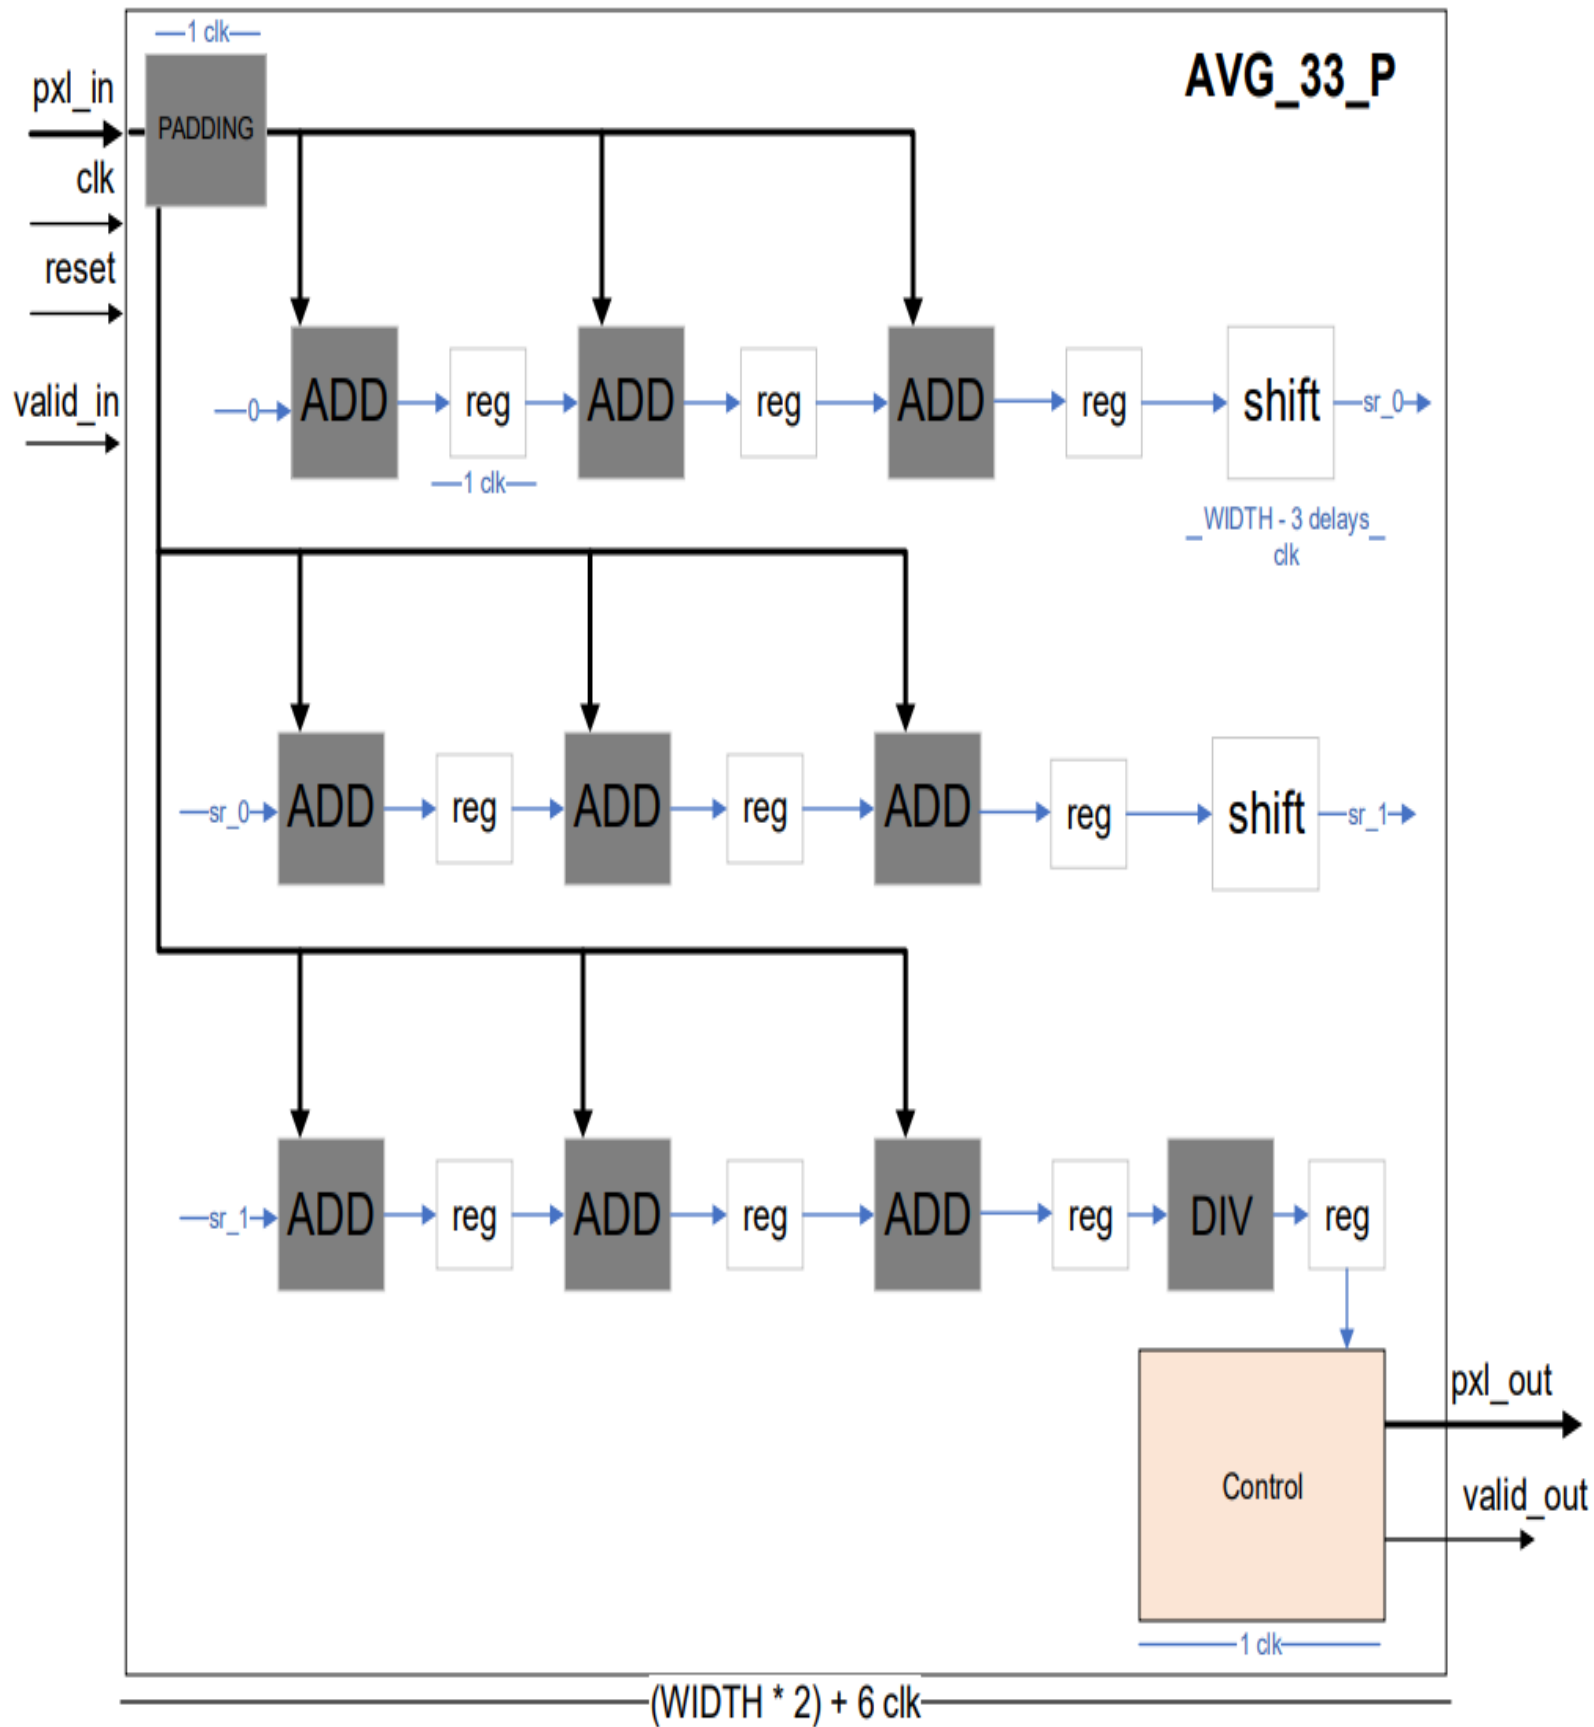 1 clk
AVG_33_P
pxl_in
PADDING
clk
reset
valid_in
0
ADD
reg
ADD
reg
ADD
reg
shift
sr_0
1 clk
_WIDTH - 3 delays_
clk
sr_0
ADD
reg
ADD
reg
ADD
reg
shift
sr_1
sr_1
ADD
reg
ADD
reg
ADD
reg
DIV
reg
pxl_out
Control
valid_out
1 clk
(WIDTH * 2) + 6 clk